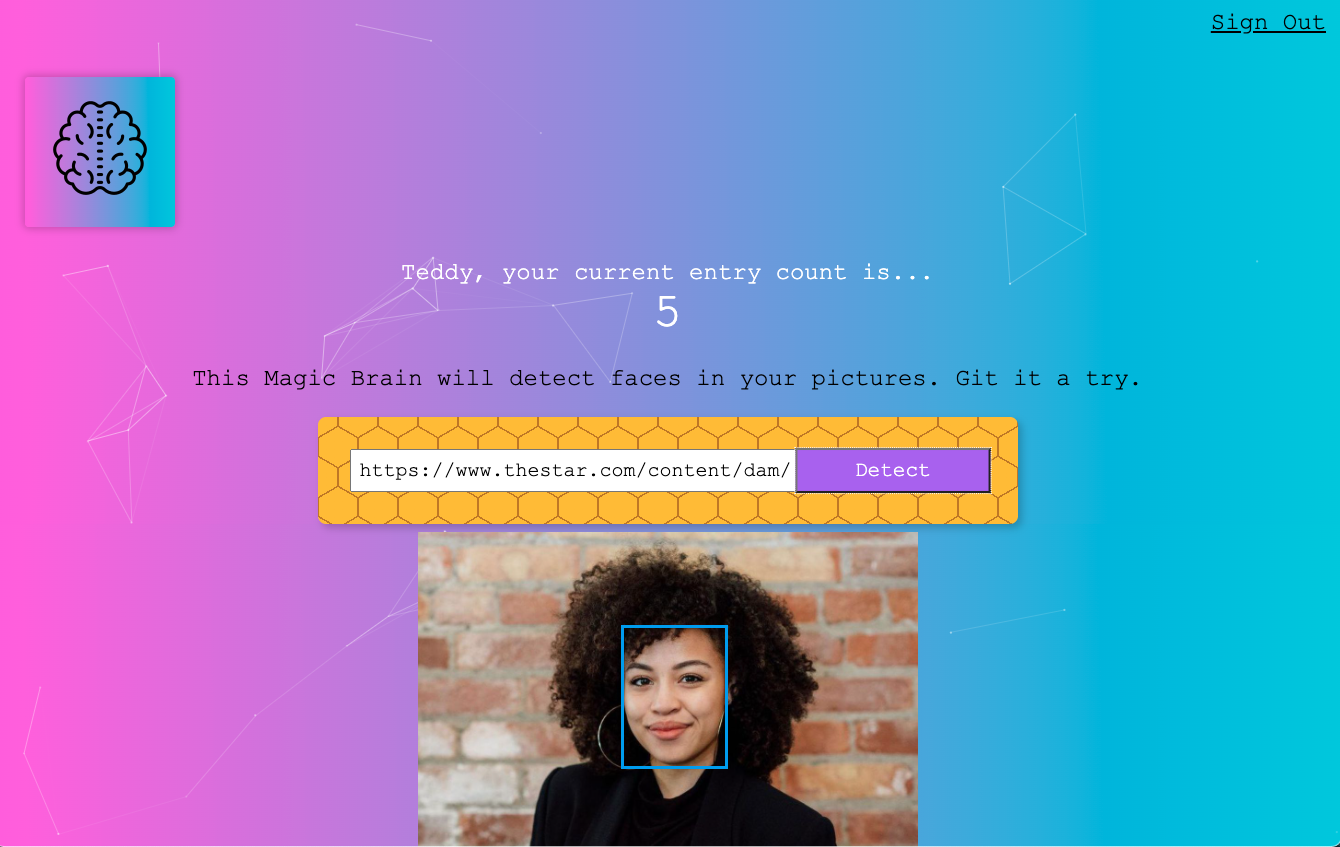 Sign Out
Teddy, your current entry count is...
5
This Magic Brain will detect faces in your pictures. Git it a try.
https://www.thestar.com/content/dam/ Detect